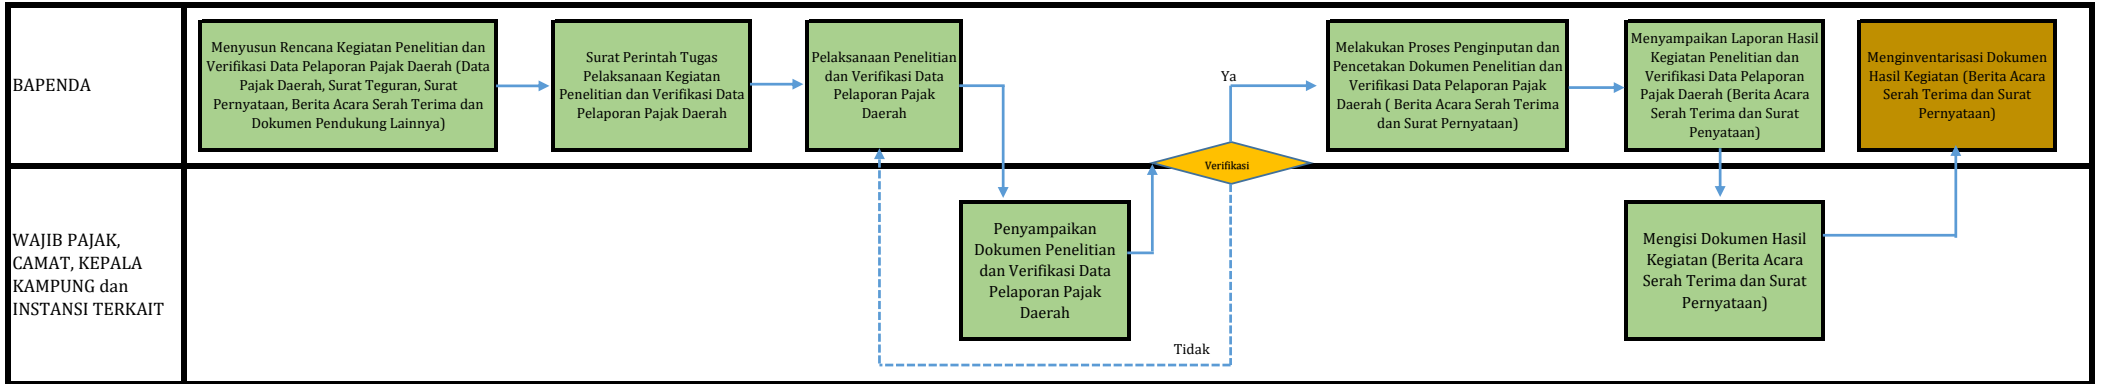 BAPENDA
Menyusun Rencana Kegiatan Penelitian dan
Verifikasi Data Pelaporan Pajak Daerah (Data
Pajak Daerah, Surat Teguran, Surat
Pernyataan, Berita Acara Serah Terima dan
Dokumen Pendukung Lainnya)
Surat Perintah Tugas
Pelaksanaan Kegiatan
Penelitian dan Verifikasi Data
Pelaporan Pajak Daerah
Pelaksanaan Penelitian
dan Verifikasi Data
Pelaporan Pajak
Daerah
Ya
Verifikasi
Melakukan Proses Penginputan dan
Pencetakan Dokumen Penelitian dan
Verifikasi Data Pelaporan Pajak
Daerah ( Berita Acara Serah Terima
dan Surat Pernyataan)
Menyampaikan Laporan Hasil
Kegiatan Penelitian dan
Verifikasi Data Pelaporan
Pajak Daerah (Berita Acara
Serah Terima dan Surat
Penyataan)
Menginventarisasi Dokumen
Hasil Kegiatan (Berita Acara
Serah Terima dan Surat
Pernyataan)
WAJIB PAJAK,
CAMAT, KEPALA
KAMPUNG dan
INSTANSI TERKAIT
Penyampaikan
Dokumen Penelitian
dan Verifikasi Data
Pelaporan Pajak
Daerah
Tidak
Mengisi Dokumen Hasil
Kegiatan (Berita Acara
Serah Terima dan Surat
Pernyataan)